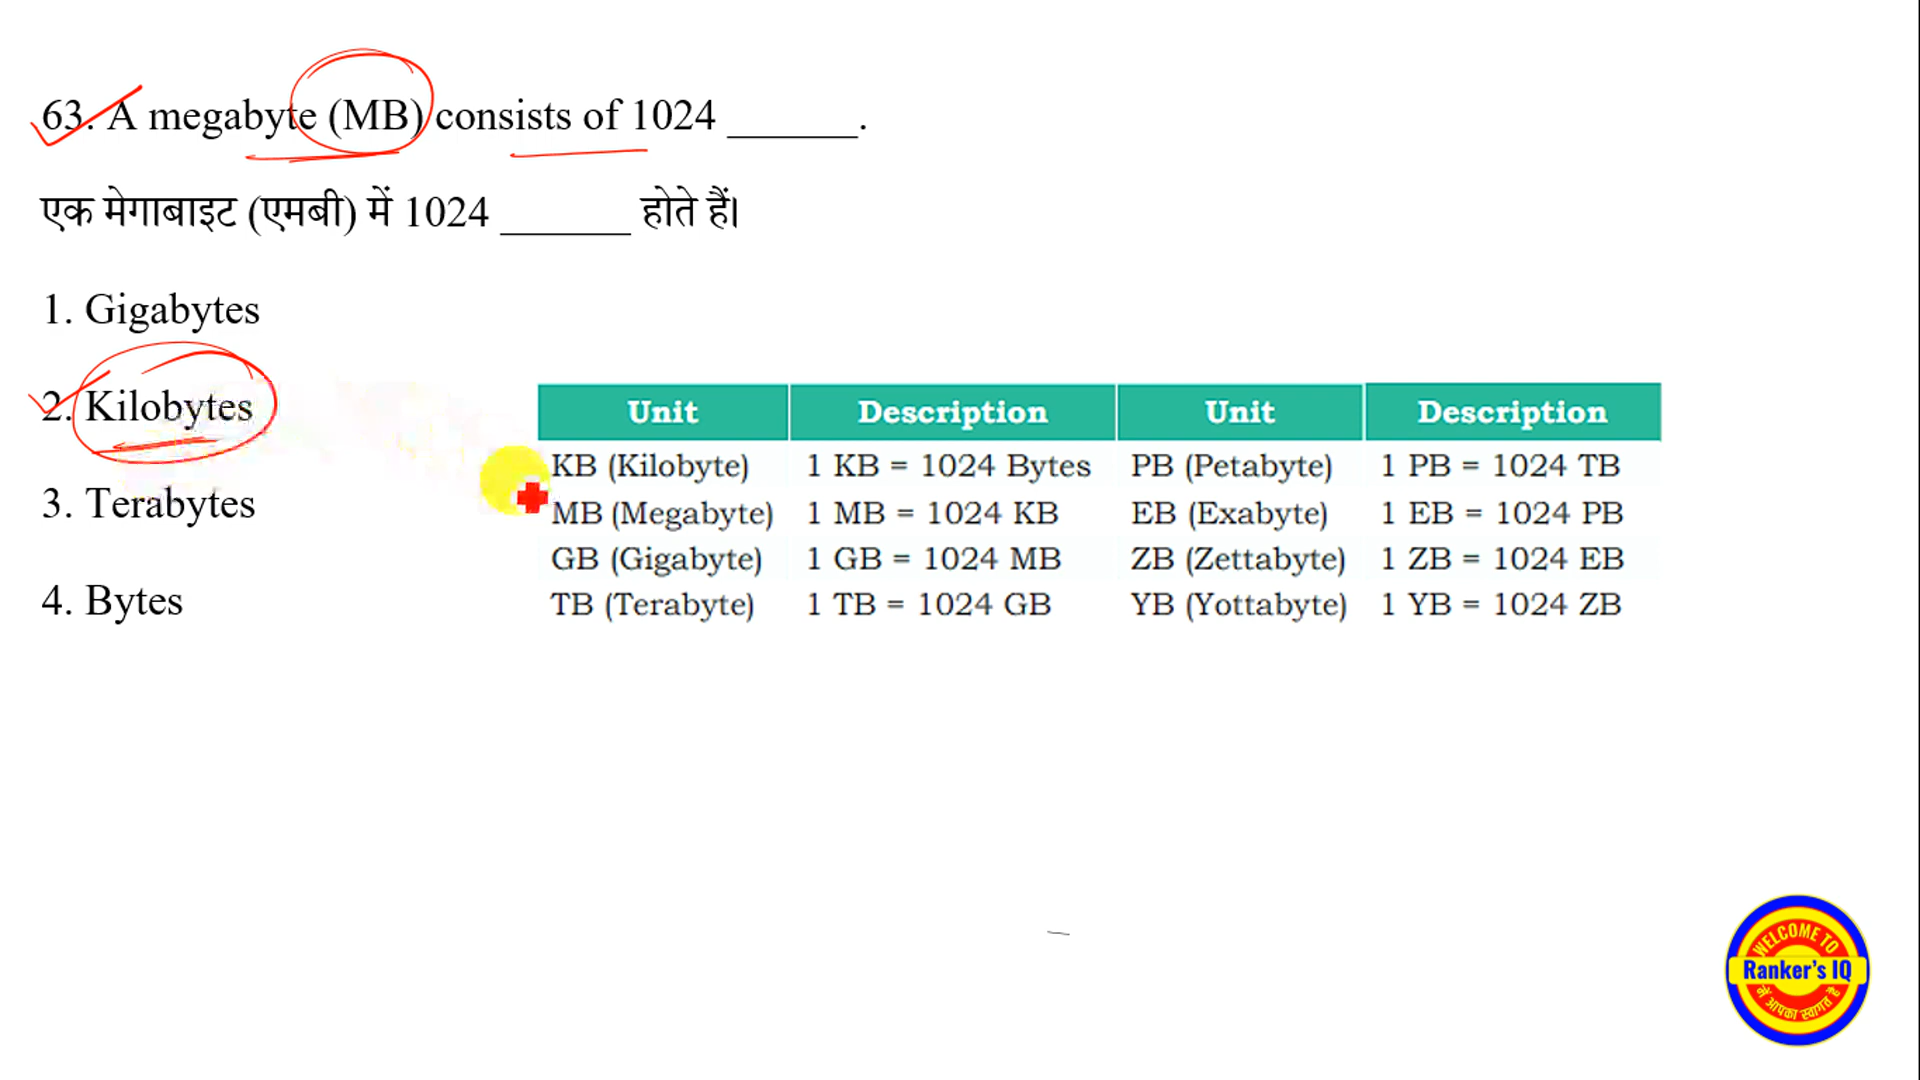 63. A megabyte (MB) consists of 1024 ______.
एक मेगाबाइट (एमबी) में 1024 ______ होते हैं।
1. Gigabytes
2. Kilobytes
3. Terabytes
4. Bytes
Unit Description Unit Description
KB (Kilobyte) 1 KB = 1024 Bytes PB (Petabyte) 1 PB = 1024 TB
MB (Megabyte) 1 MB = 1024 KB EB (Exabyte) 1 EB = 1024 PB
GB (Gigabyte) 1 GB = 1024 MB ZB (Zettabyte) 1 ZB = 1024 EB
TB (Terabyte) 1 TB = 1024 GB YB (Yottabyte) 1 YB = 1024 ZB
WELCOME TO
Ranker's IQ
में आपका स्वागत है